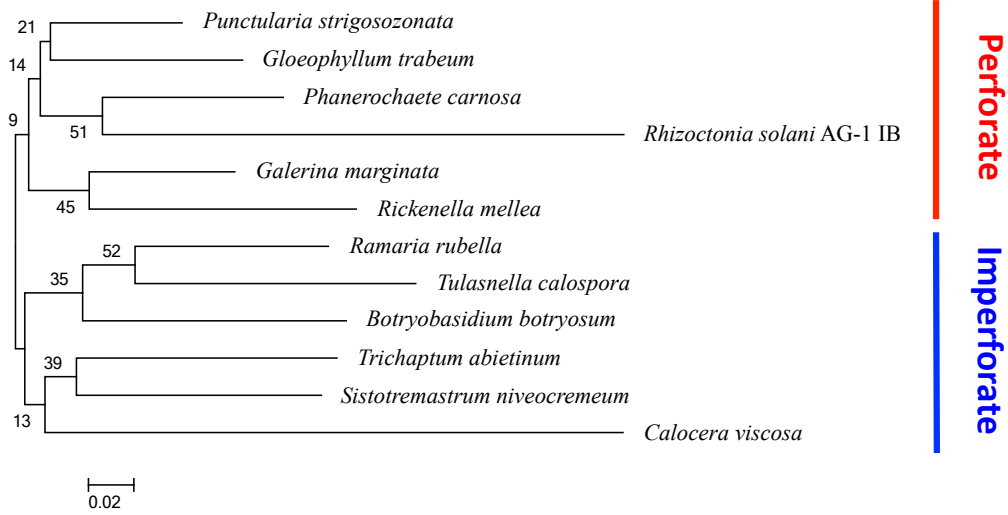 21
Punctularia strigosozonata
Gloeophyllum trabeum
14
Phanerochaete carnosa
9
51
Rhizoctonia solani AG-1 IB
Galerina marginata
45
Rickenella mellea
Perforate
52
Ramaria rubella
35
Tulasnella calospora
Botryobasidium botryosum
39
Trichaptum abietinum
Sistotremastrum niveocremeum
13
Calocera viscosa
Imperforate
0.02